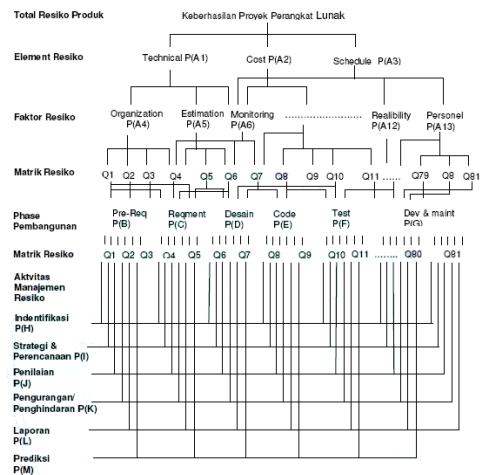 Total Resiko Produk
Keberhasilan Proyek Perangkat Lunak
Element Resiko
Technical P(A1)
Cost P(A2)
Schedule P(A3)
Faktor Resiko
Organization
P(A4)
Estimation
P(A5)
Monitoring
P(A6)
..............................
Realibility
P(A12)
Personel
P(A13)
Matrik Resiko
Q1 Q2 Q3 Q4 Q5 Q6 Q7 Q8 Q9 Q10 Q11 ...... Q79 Q8 Q81
Phase
Pembangunan
Pre-Req
P(B)
Reqment
P(C)
Desain
P(D)
Code
P(E)
Test
P(F)
Dev & maint
P(G)
Matrik Resiko
Q1 Q2 Q3 Q4 Q5 Q6 Q7 Q8 Q9 Q10 Q11 ........ Q80 Q81
Aktvitas
Manajemen
Resiko
Indentifikasi
P(H)
Strategi &
Perencanaan P(I)
Penilaian
P(J)
Pengurangan/
Penghindaran P(K)
Laporan
P(L)
Prediksi
P(M)